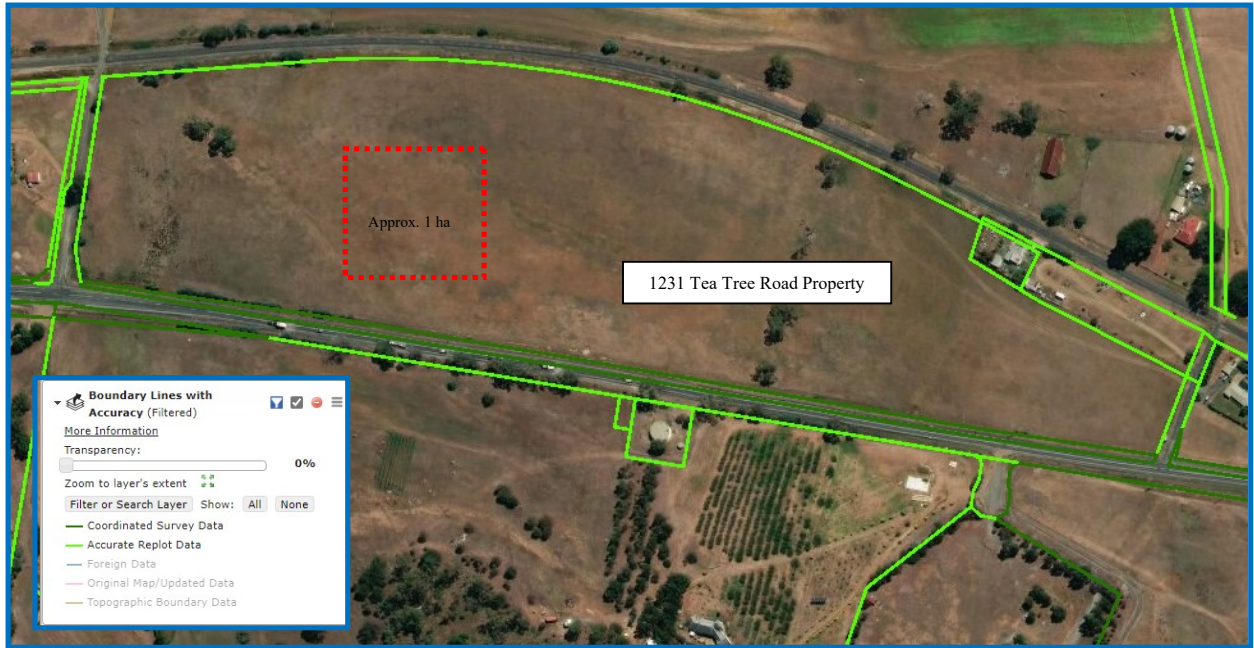 Approx. 1 ha
1231 Tea Tree Road Property
Boundary Lines with
Accuracy (Filtered)
More Information
Transparency:
0%
Zoom to layer's extent
Filter or Search Layer Show: All None
Coordinated Survey Data
Accurate Replot Data
Foreign Data
Original Map/Updated Data
Topographic Boundary Data